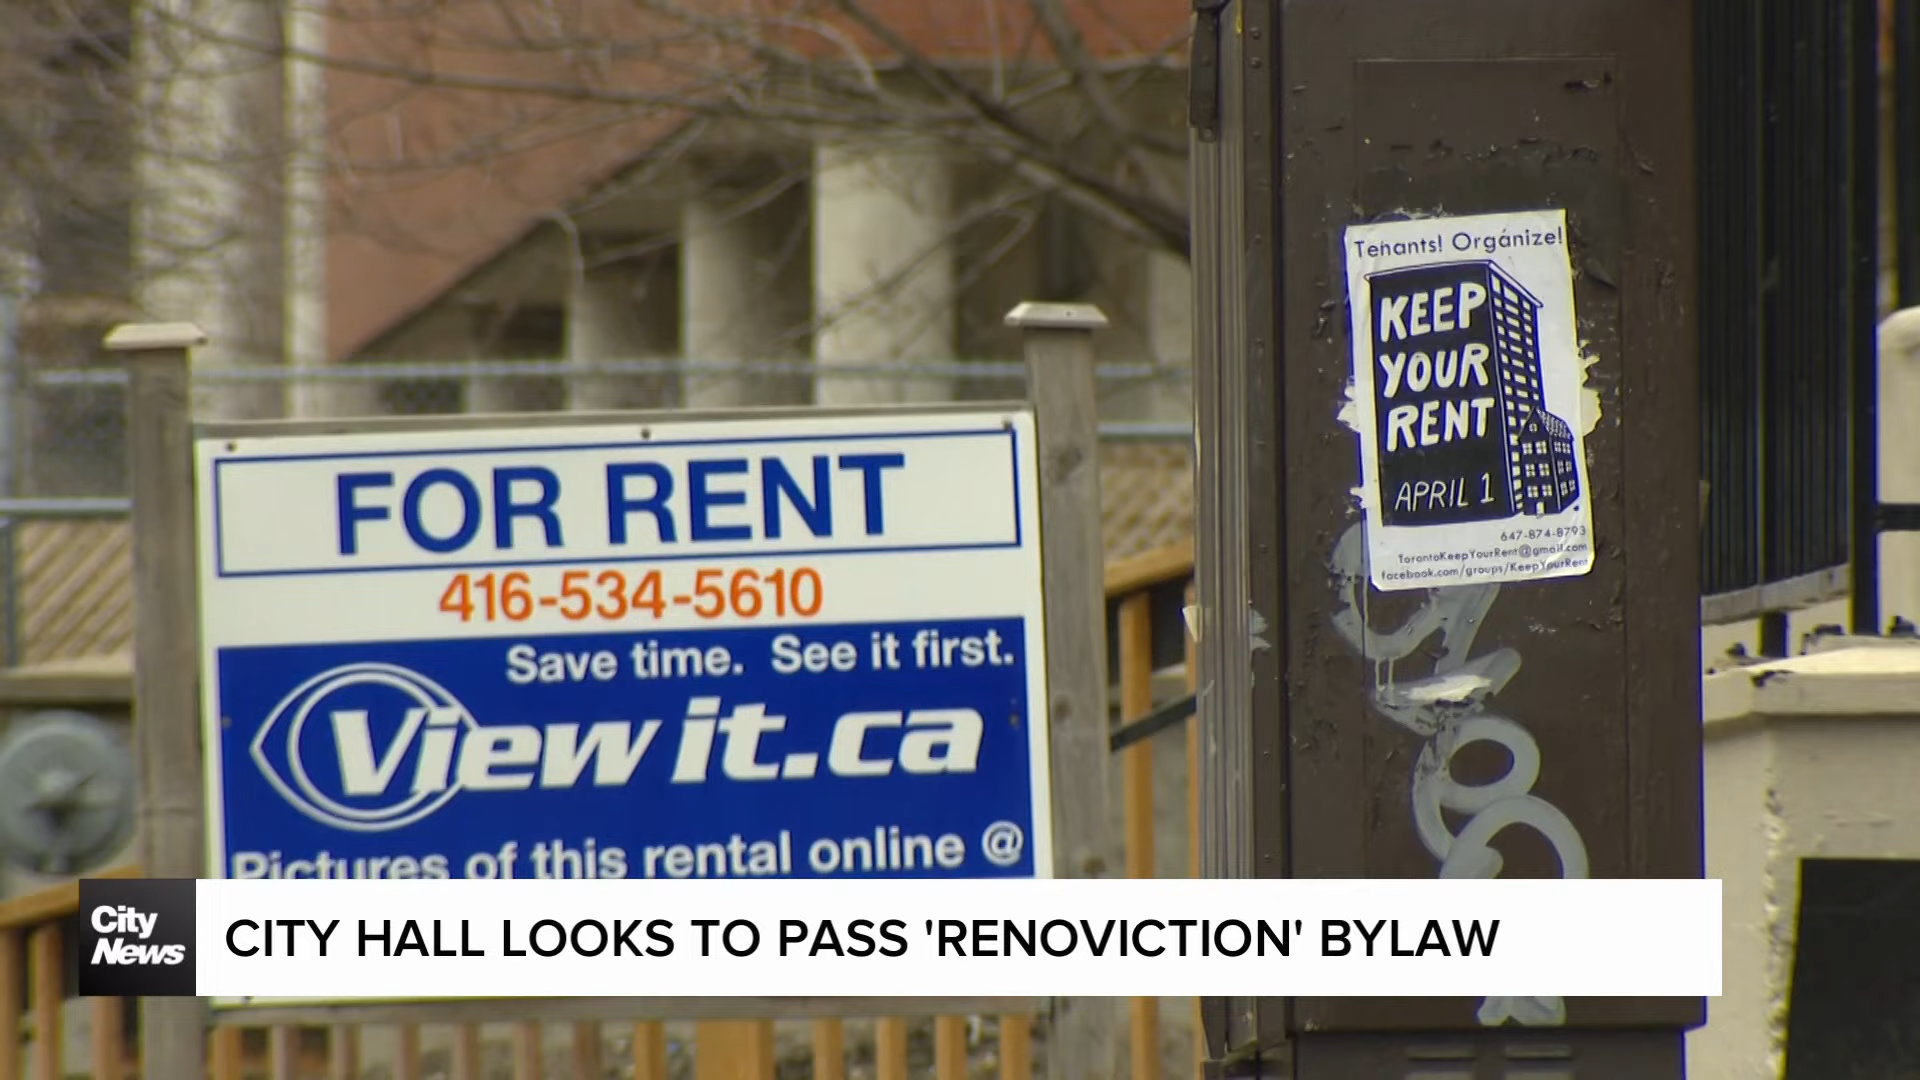 FOR RENT
416-534-5610
Save time. See it first.
Viewit.ca
Pictures of this rental online @
Tenants! Organize!
KEEP
YOUR
RENT
APRIL 1
647-874-8793
TorontoKeepYourRent@gmail.com
facebook.com/groups/KeepYourRent
City
News
CITY HALL LOOKS TO PASS 'RENOVICTION' BYLAW